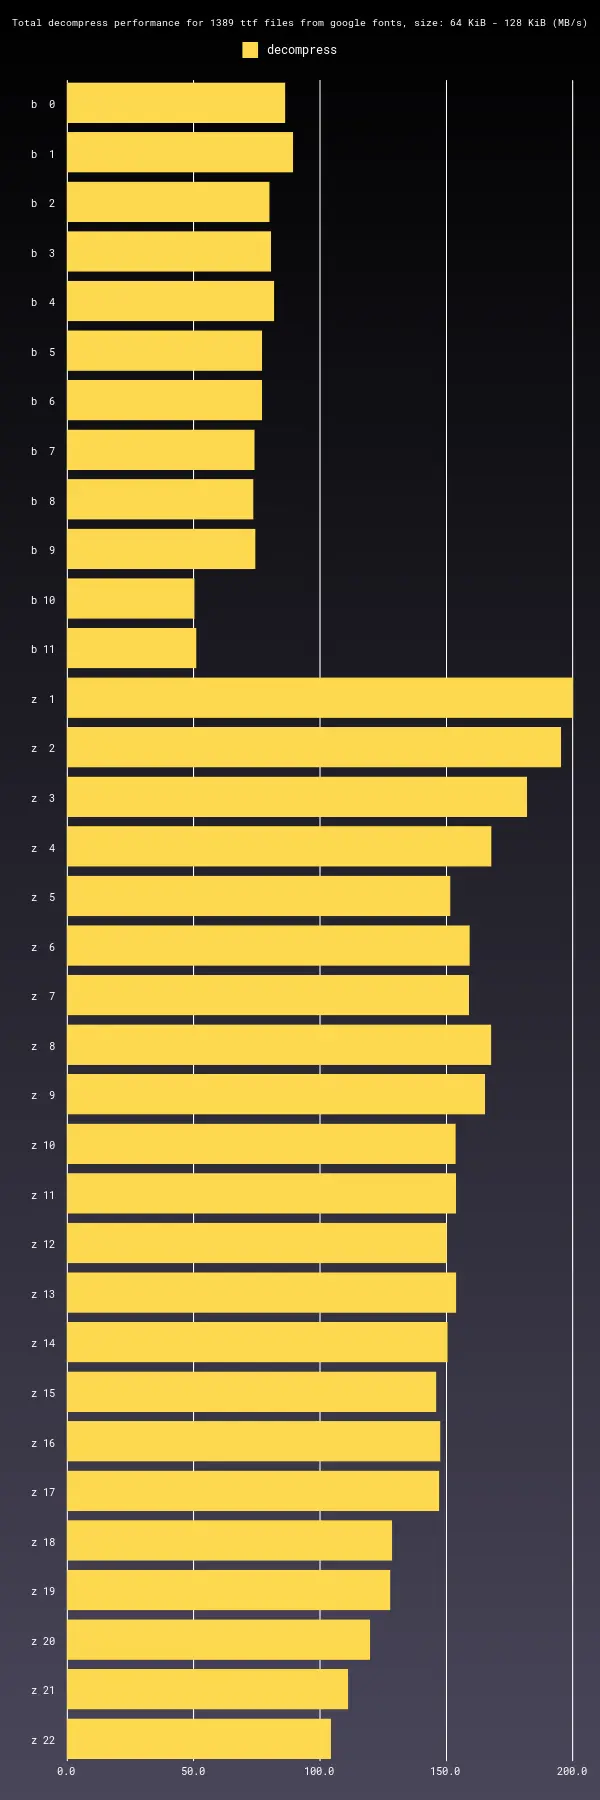 Total decompress performance for 1389 ttf files from google fonts, size: 64 KiB - 128 KiB (MB/s)
decompress
b 0
b 1
b 2
b 3
b 4
b 5
b 6
b 7
b 8
b 9
b 10
b 11
z 1
z 2
z 3
z 4
z 5
z 6
z 7
z 8
z 9
z 10
z 11
z 12
z 13
z 14
z 15
z 16
z 17
z 18
z 19
z 20
z 21
z 22
0.0 50.0 100.0 150.0 200.0